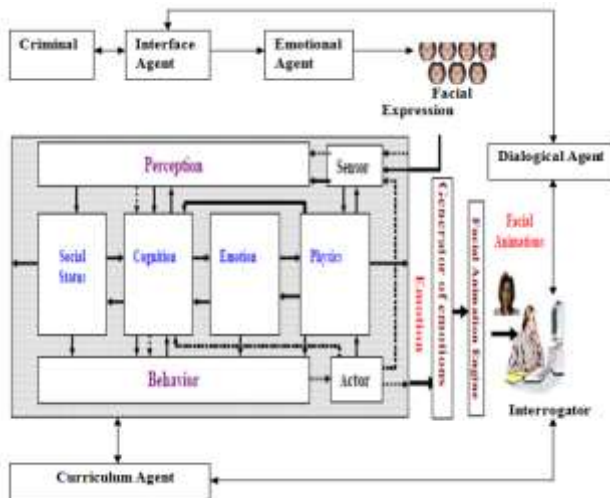 Criminal
Interface
Agent
Emotional
Agent
Facial
Expression
Dialogical Agent
Perception
Sensor
Social
Status
Cognition
Emotion
Physics
Behavior
Actor
Emotion
Generator of emotions
Facial Animation Engine
Facial
Animations
Interrogator
Curriculum Agent